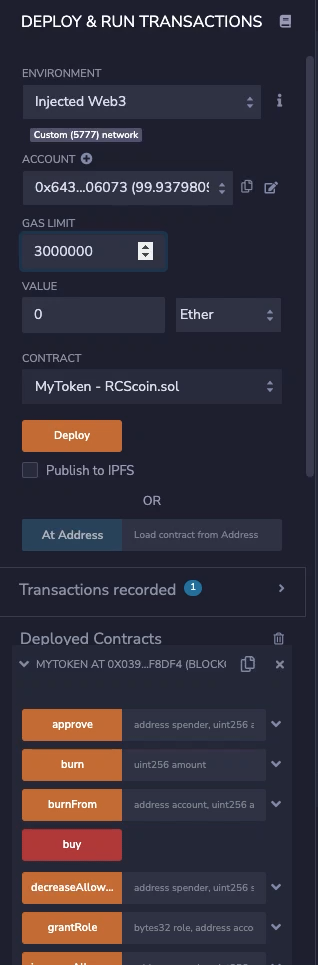 DEPLOY & RUN TRANSACTIONS
ENVIRONMENT
Injected Web3
Custom (5777) network
ACCOUNT
0x643...06073 (99.9379809
GAS LIMIT
3000000
VALUE
0
Ether
CONTRACT
MyToken - RCScoin.sol
Deploy
Publish to IPFS
OR
At Address
Load contract from Address
Transactions recorded 1
Deployed Contracts
MYTOKEN AT 0X039...F8DF4 (BLOCK
approve
address spender, uint256 a
burn
uint256 amount
burnFrom
address account, uint256 a
buy
decreaseAllow...
address spender, uint256 s
grantRole
bytes32 role, address acco